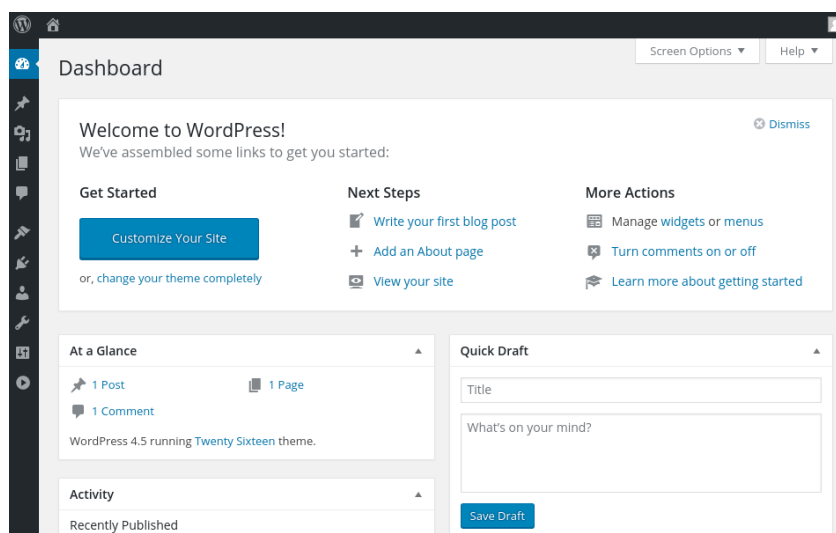 Screen Options Help
Dashboard
Welcome to WordPress!
Dismiss
We've assembled some links to get you started:
Get Started
Customize Your Site
or, change your theme completely
Next Steps
Write your first blog post
Add an About page
View your site
More Actions
Manage widgets or menus
Turn comments on or off
Learn more about getting started
At a Glance
1 Post
1 Page
1 Comment
WordPress 4.5 running Twenty Sixteen theme.
Activity
Recently Published
Quick Draft
Title
What's on your mind?
Save Draft